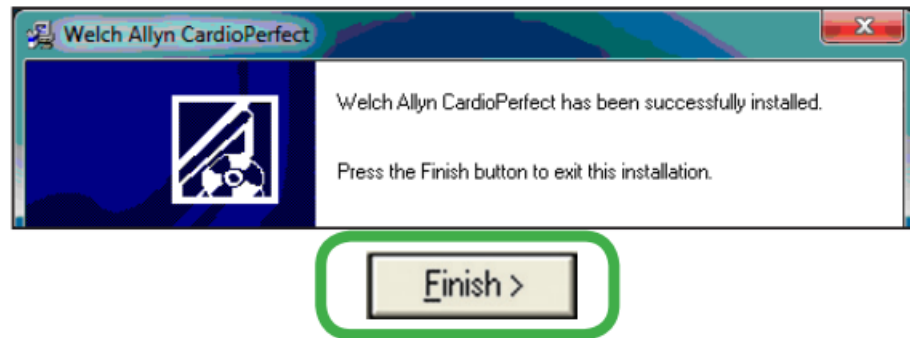 Welch Allyn CardioPerfect
Welch Allyn CardioPerfect has been successfully installed.
Press the Finish button to exit this installation.
Finish >